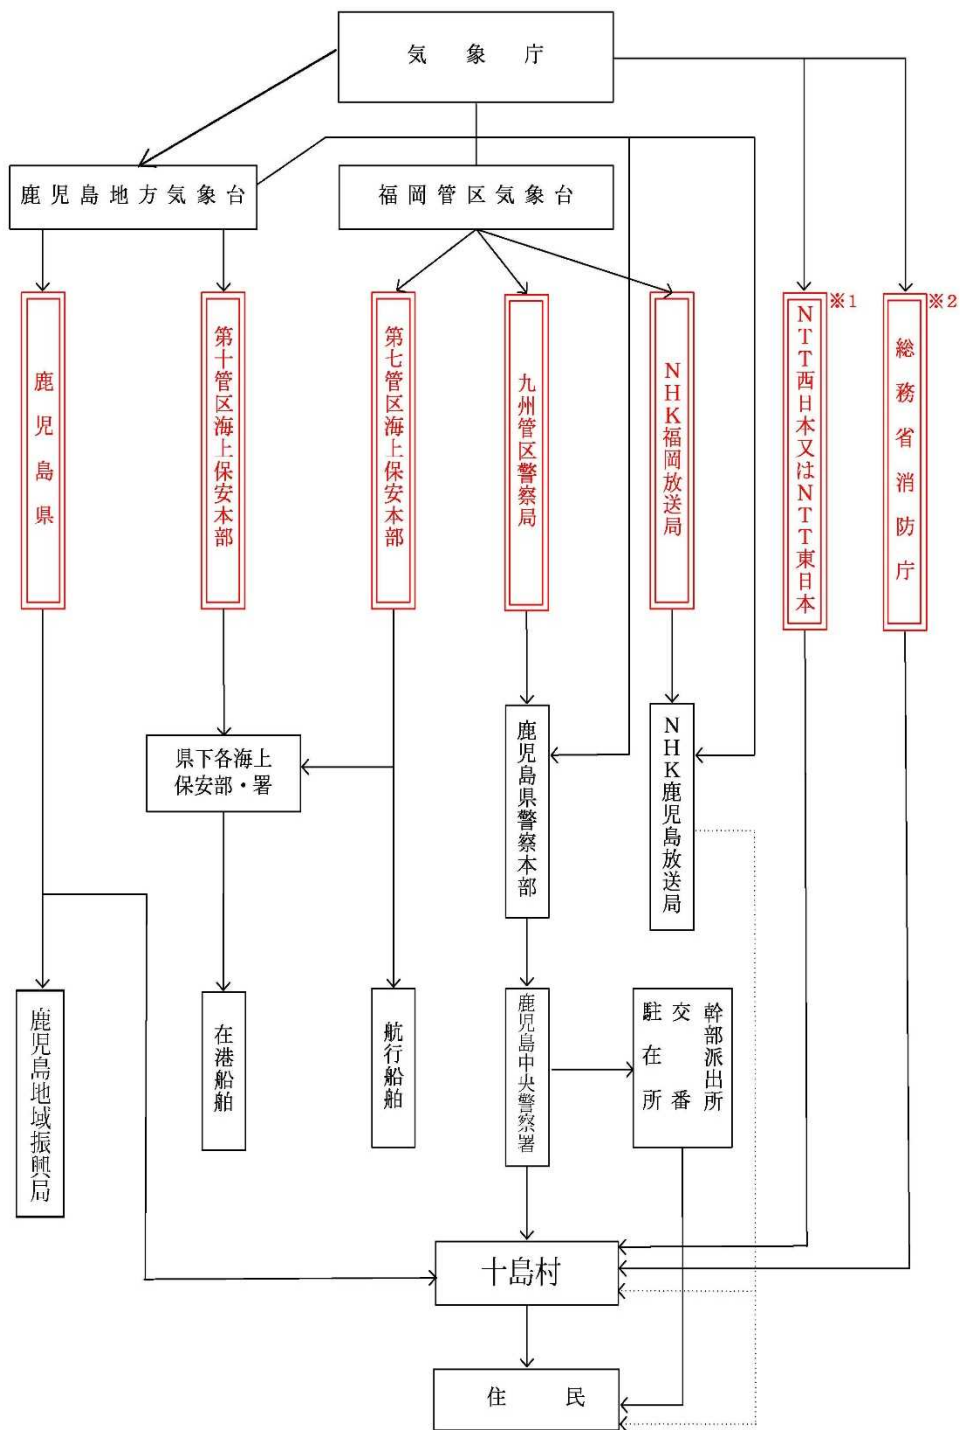 気象庁
鹿児島地方気象台
福岡管区気象台
鹿児島県
第十管区海上保安本部
第七管区海上保安本部
九州管区警察局
NHK福岡放送局
NTT西日本又はNTT東日本
※1
総務省消防庁
※2
県下各海上
保安部・署
鹿児島県警察本部
NHK鹿児島放送局
鹿児島地域振興局
在港船舶
航行船舶
鹿児島中央警察署
幹部派出所
交番
駐在所
十島村
住民